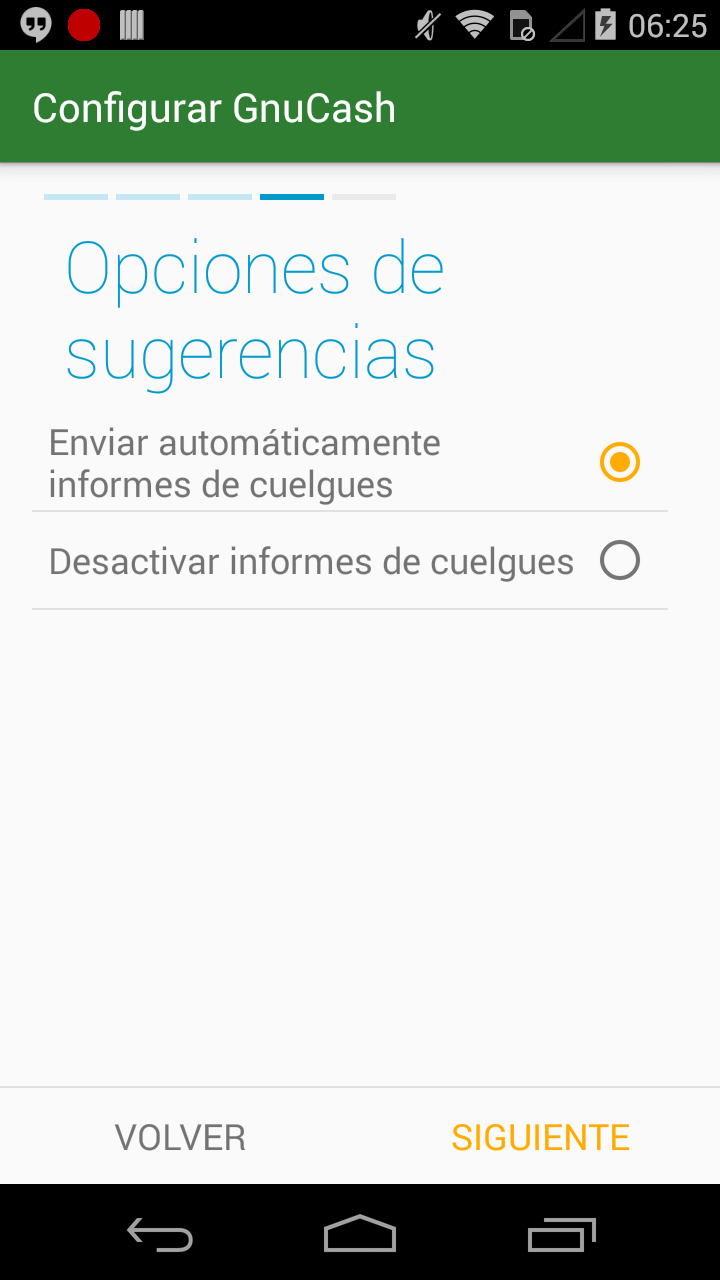 06:25
Configurar GnuCash
Opciones de
sugerencias
Enviar automáticamente
informes de cuelgues
Desactivar informes de cuelgues
VOLVER
SIGUIENTE